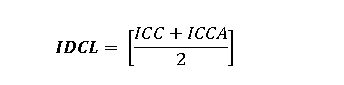 IDCL = [ICC + ICCA / 2]